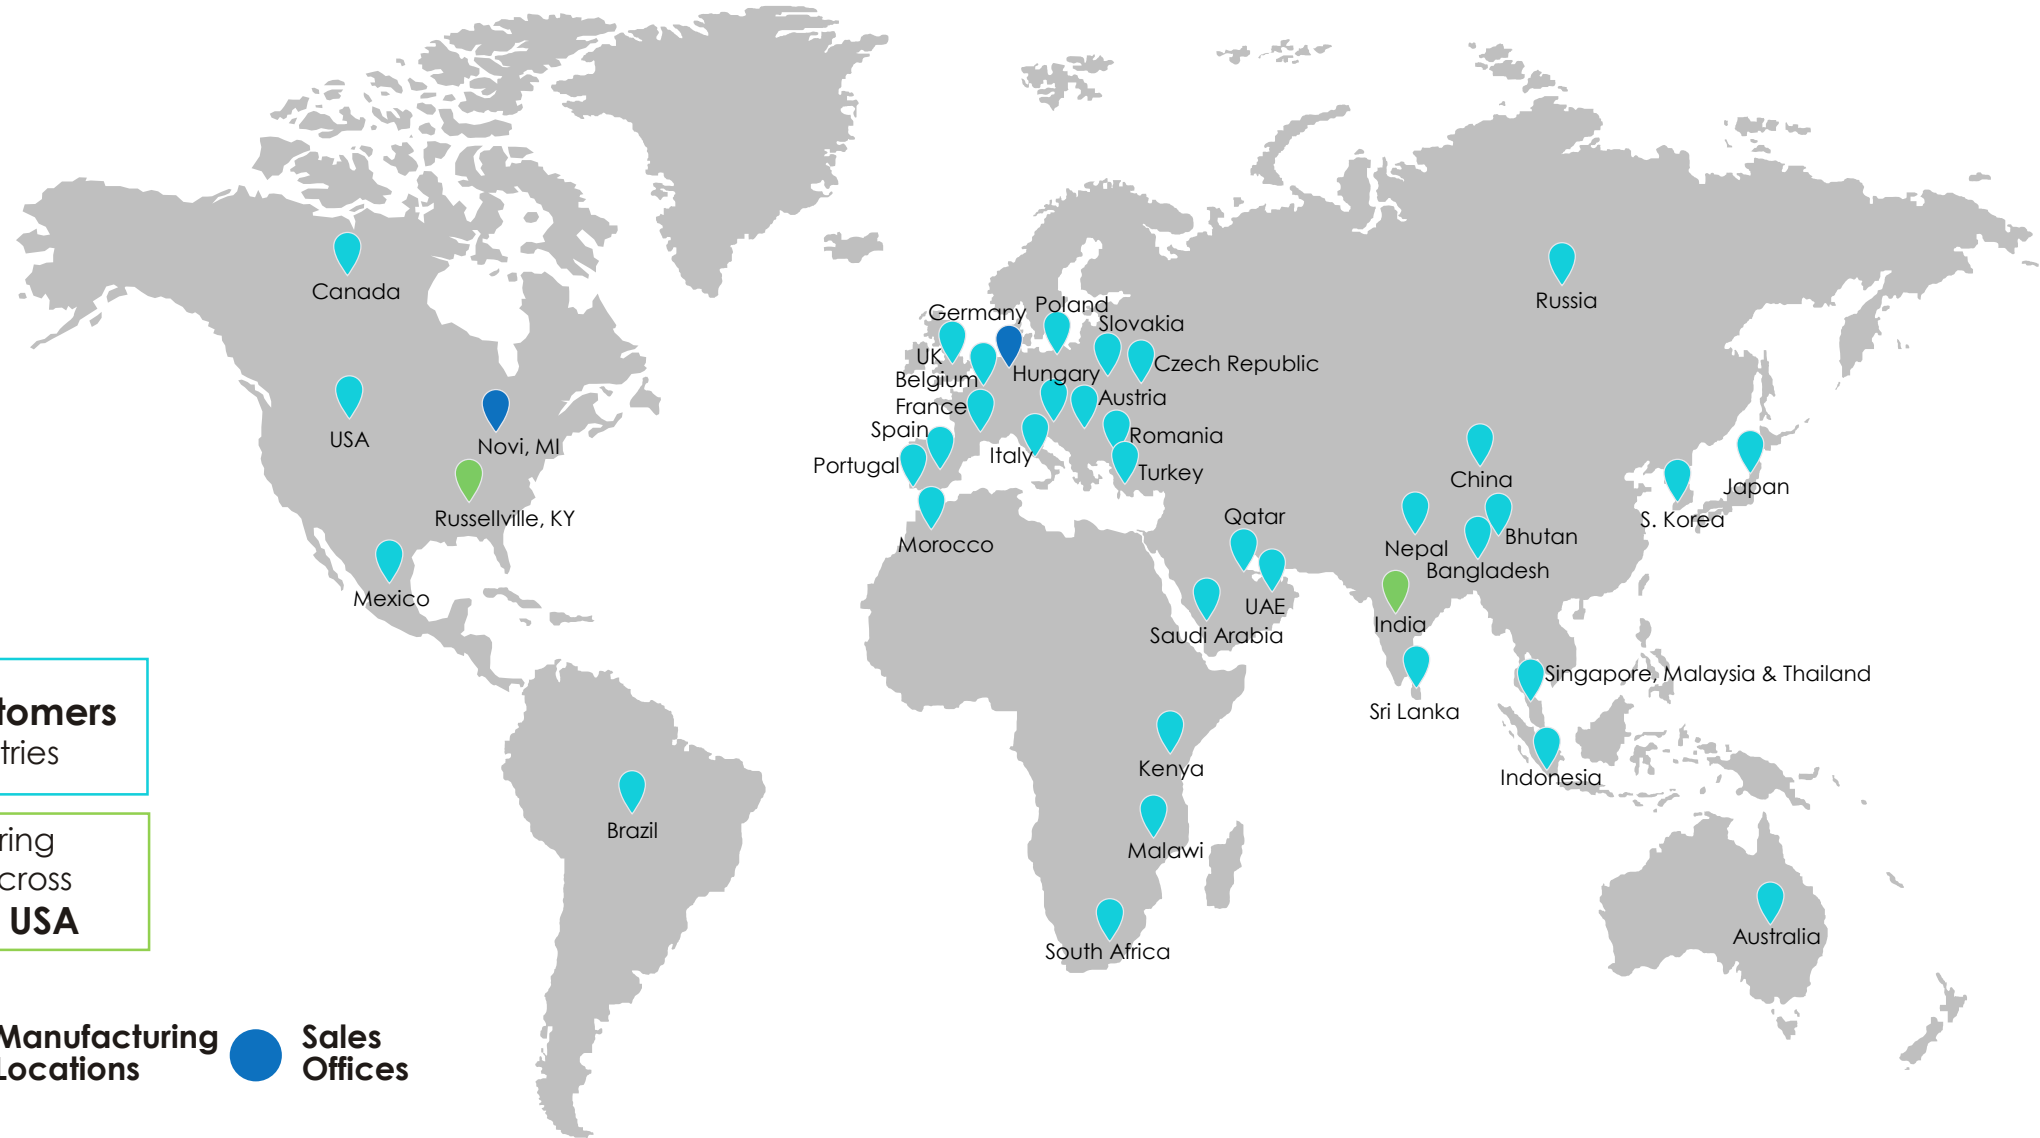 Canada
Russia
Germany
Poland
Slovakia
UK
Czech Republic
Belgium
Hungary
France
Austria
Spain
USA
Novi, MI
Romania
Italy
Portugal
Turkey
China
Japan
Russellville, KY
Qatar
S. Korea
Morocco
Nepal
Bhutan
Bangladesh
Mexico
UAE
India
Saudi Arabia
Singapore, Malaysia & Thailand
Sri Lanka
tomers
tries
Kenya
Indonesia
Brazil
ring
Malawi
cross
USA
Australia
South Africa
Manufacturing
Locations
Sales
Offices